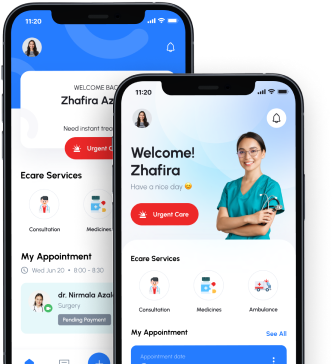 11:20
WELCOME BAC
Zhafira Az
Need instant trea
Urgent C
Ecare Services
Consultation
Medicines
My Appointment
Wed Jun 20 • 8:00 - 8:30
dr. Nirmala Azal
Surgery
Pending Payment
11:20
Welcome!
Zhafira
Have a nice day 😊
Urgent Care
Ecare Services
Consultation
Medicines
Ambulance
My Appointment
See All
Appointment date